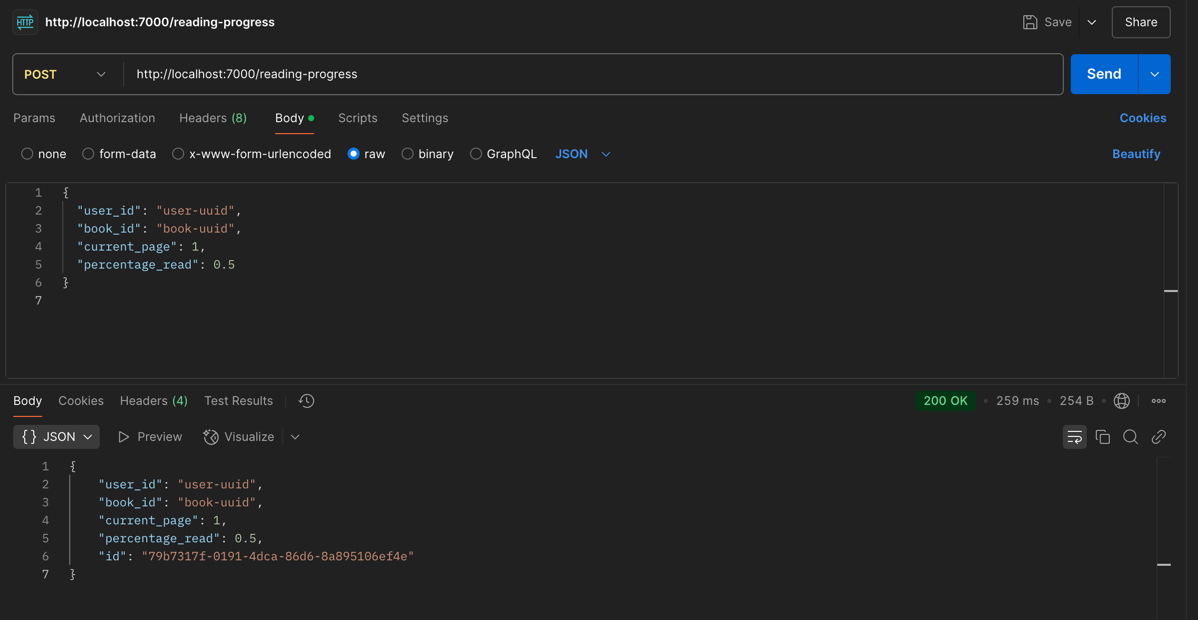 HTTP http://localhost:7000/reading-progress Save Share
POST http://localhost:7000/reading-progress Send
Params Authorization Headers (8) Body Scripts Settings Cookies
none form-data x-www-form-urlencoded raw binary GraphQL JSON Beautify
1 {
2 "user_id": "user-uuid",
3 "book_id": "book-uuid",
4 "current_page": 1,
5 "percentage_read": 0.5
6 }
7
Body Cookies Headers (4) Test Results 200 OK • 259 ms • 254 B •
{} JSON Preview Visualize
1 {
2 "user_id": "user-uuid",
3 "book_id": "book-uuid",
4 "current_page": 1,
5 "percentage_read": 0.5,
6 "id": "79b7317f-0191-4dca-86d6-8a895106ef4e"
7 }